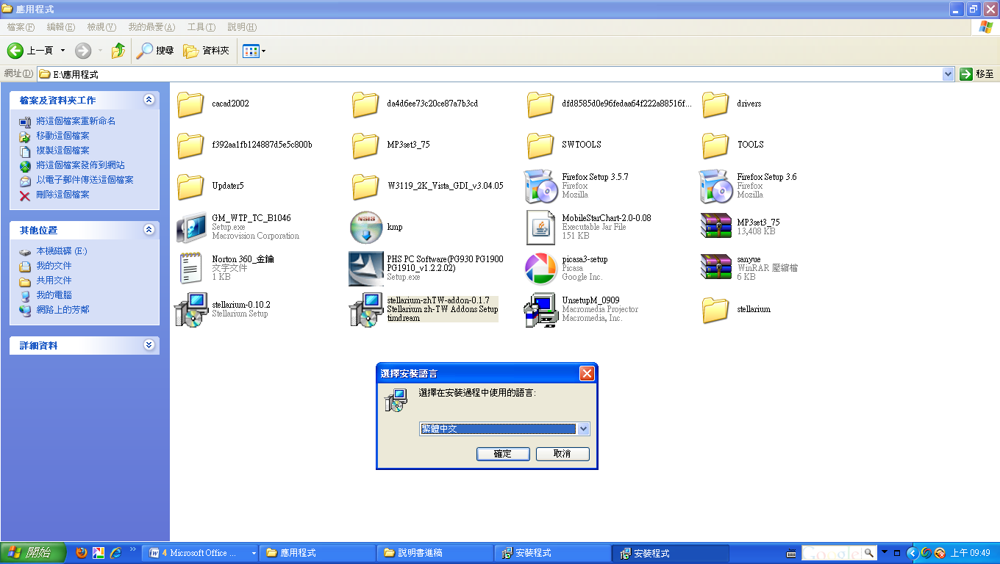 應用程式
檔案(F) 編輯(E) 檢視(V) 我的最愛(A) 工具(T) 說明(H)
上一頁 搜尋 資料夾
網址(D) E:\應用程式 移至
檔案及資料夾工作
將這個檔案重新命名
移動這個檔案
複製這個檔案
將這個檔案發佈到網站
以電子郵件傳送這個檔案
刪除這個檔案
其他位置
本機磁碟 (E:)
我的文件
共用文件
我的電腦
網路上的芳鄰
詳細資料
cacad2002
da4d6ee73c20ce87a7b3cd
dfd8585d0e96fedaa64f222a88516f...
drivers
f392aa1fb124887d5e5c800b
MP3set3_75
SWTOOLS
TOOLS
Updater5
W3119_2K_Vista_GDI_v3.04.05
Firefox Setup 3.5.7
Mozilla
Firefox Setup 3.6
Mozilla
GM_WTP_TC_B1046
Setup.exe
Macrovision Corporation
NSIS
kmp
MobileStarChart-2.0-0.08
Executable Jar File
151 KB
MP3set3_75
13,408 KB
Norton 360_金鑰
文字文件
1 KB
PHS PC Software(PG930 PG1900
PG1910_v1.2.2.02)
Setup.exe
picasa3-setup
Picasa
Google Inc.
sanyue
WinRAR 壓縮檔
6 KB
stellarium-0.10.2
Stellarium Setup
stellarium-zhTW-addon-0.1.7
Stellarium zh-TW Addons Setup
timdream
UnsetupM_0909
Macromedia Projector
Macromedia, Inc.
stellarium
選擇安裝語言
選擇在安裝過程中使用的語言:
繁體中文
確定 取消
開始 4 Microsoft Office ... 應用程式 說明書進稿 安裝程式 安裝程式 Google 上午 09:49